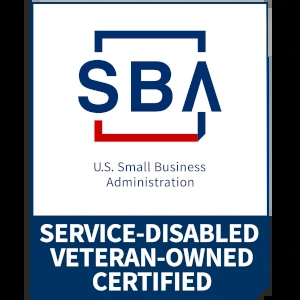 SBA
U.S. Small Business
Administration
SERVICE-DISABLED
VETERAN-OWNED
CERTIFIED